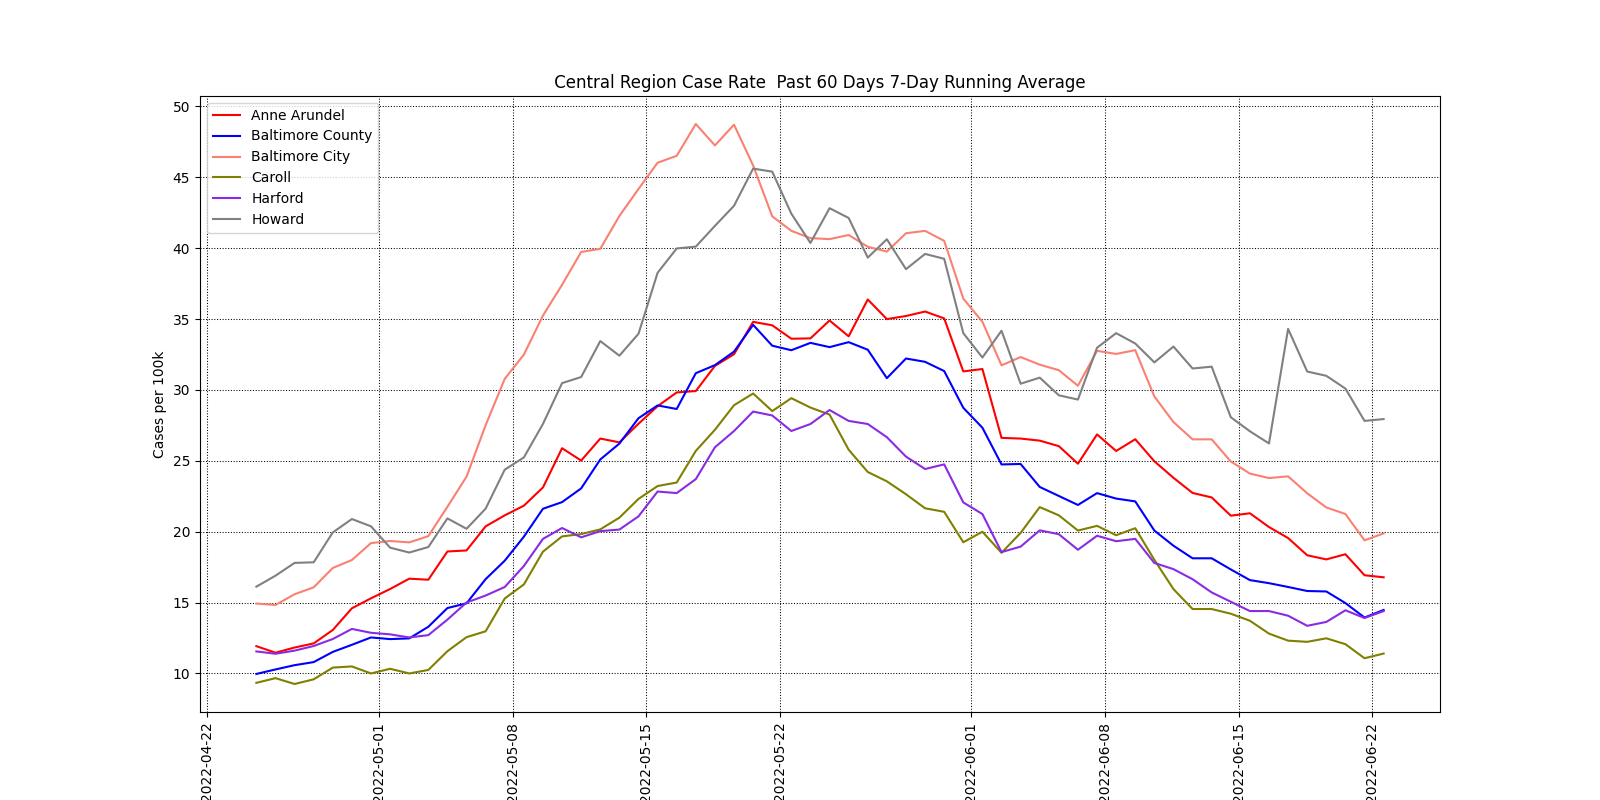 Central Region Case Rate  Past 60 Days 7-Day Running Average
Anne Arundel
Baltimore County
Baltimore City
Caroll
Harford
Howard
Cases per 100k
50
45
40
35
30
25
20
15
10
2022-04-22
2022-05-01
2022-05-08
2022-05-15
2022-05-22
2022-06-01
2022-06-08
2022-06-15
2022-06-22